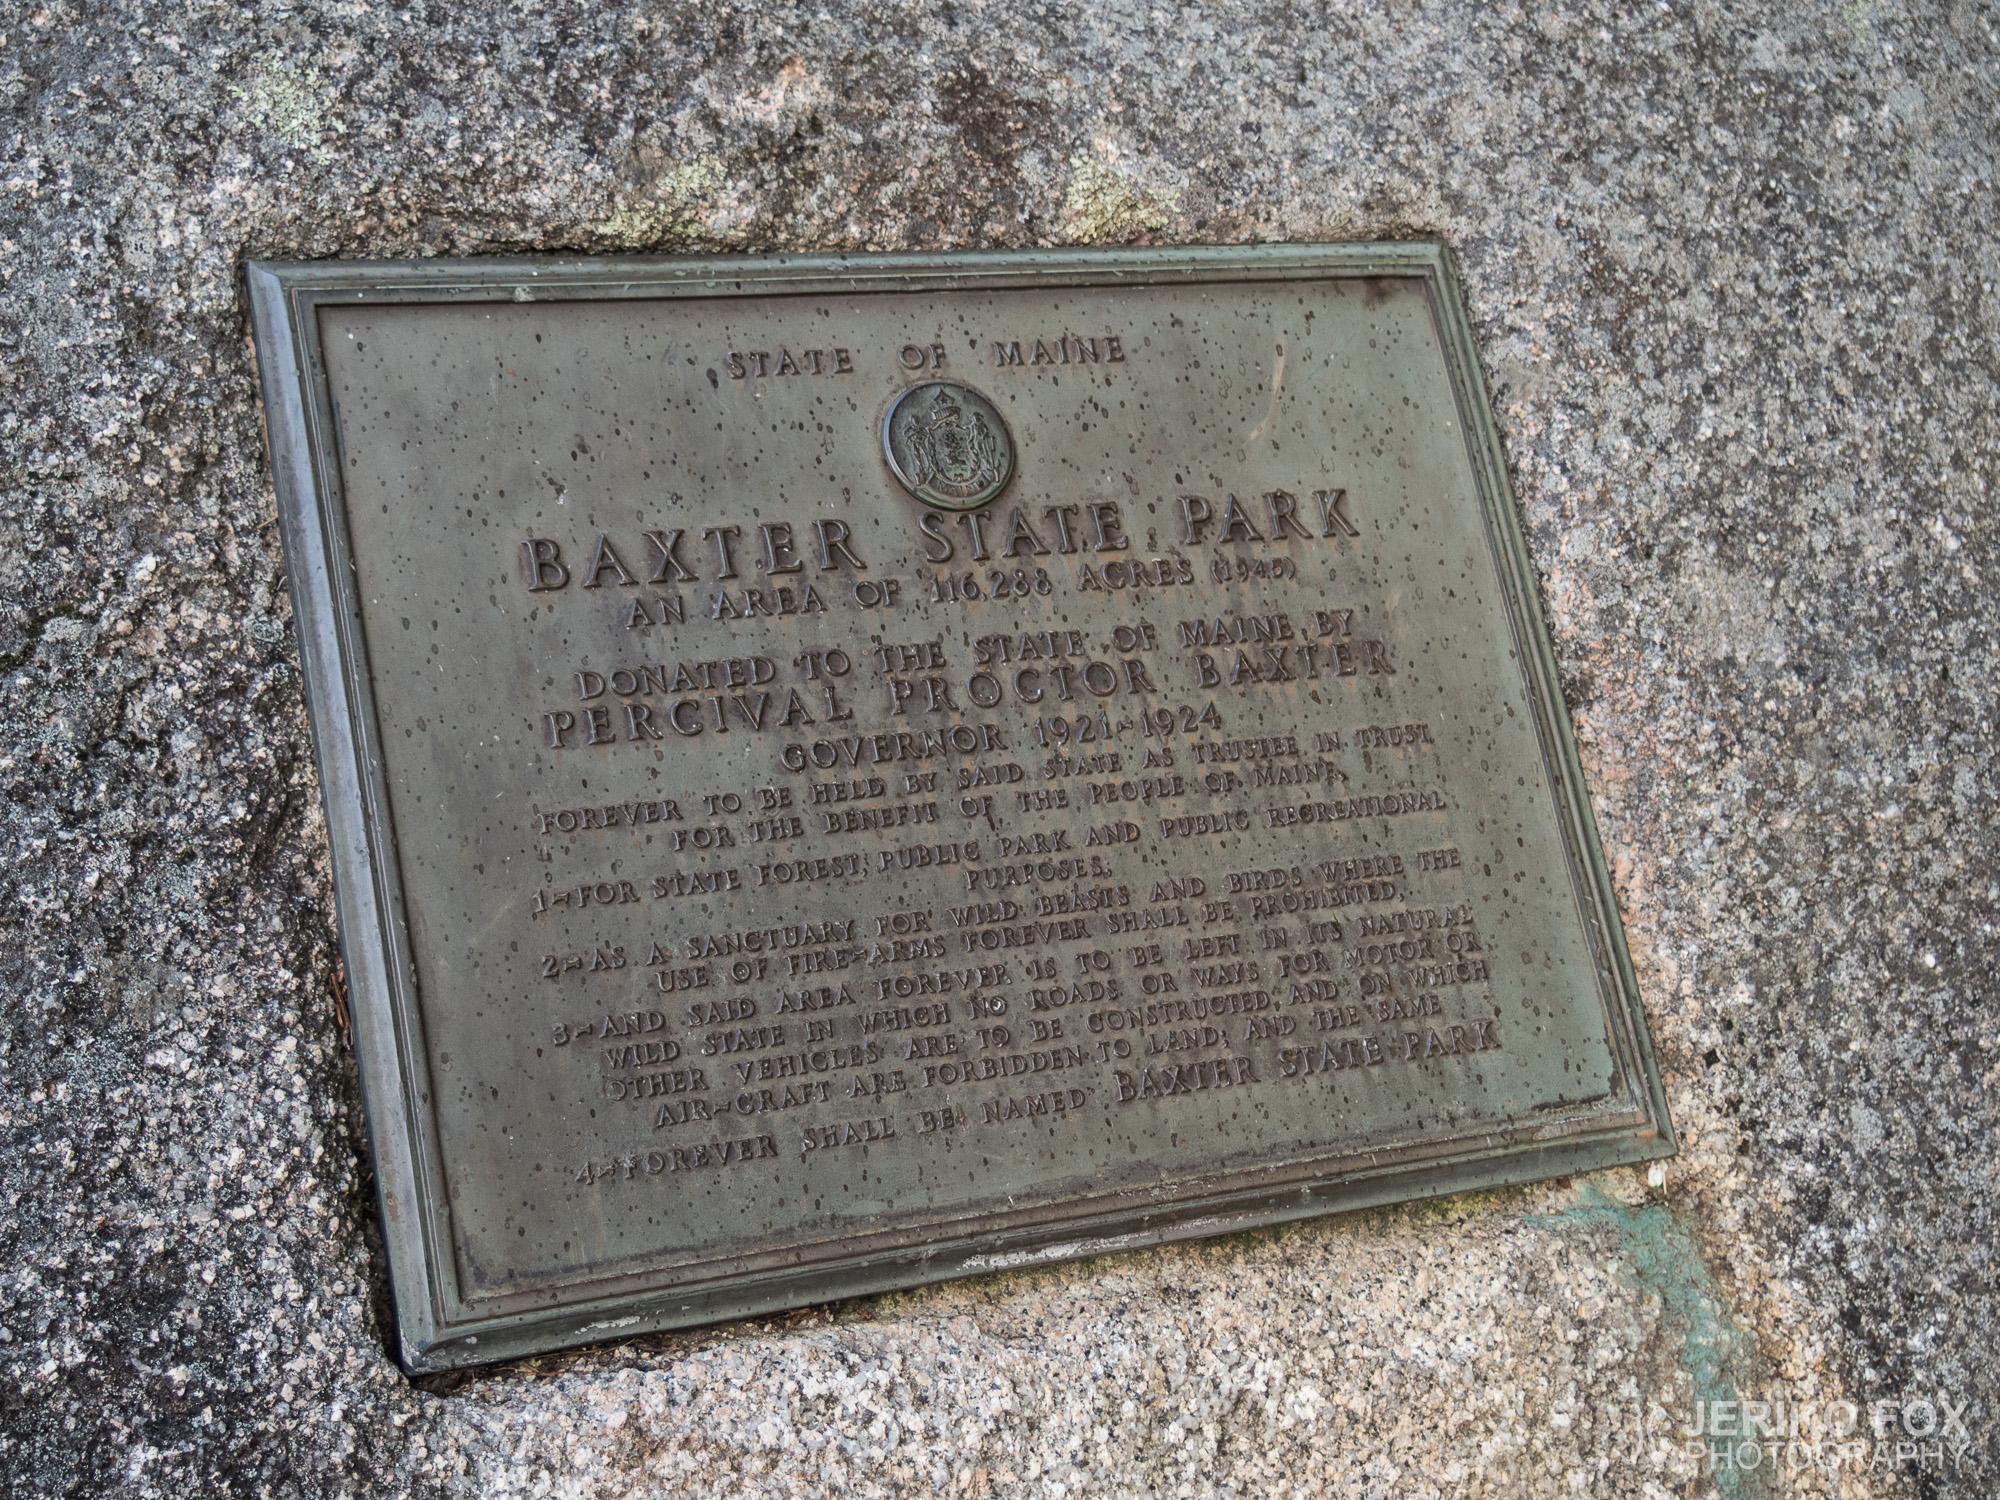 STATE OF MAINE
BAXTER STATE PARK
AN AREA OF 116,288 ACRES (1945)
DONATED TO THE STATE OF MAINE BY
PERCIVAL PROCTOR BAXTER
GOVERNOR 1921~1924
FOREVER TO BE HELD BY SAID STATE AS TRUSTEE IN TRUST
FOR THE BENEFIT OF THE PEOPLE OF MAINE,
1~FOR STATE FOREST, PUBLIC PARK AND PUBLIC RECREATIONAL
PURPOSES,
2~AS A SANCTUARY FOR WILD BEASTS AND BIRDS WHERE THE
USE OF FIRE~ARMS FOREVER SHALL BE PROHIBITED,
3~AND SAID AREA FOREVER IS TO BE LEFT IN ITS NATURAL
WILD STATE IN WHICH NO ROADS OR WAYS FOR MOTOR OR
OTHER VEHICLES ARE TO BE CONSTRUCTED, AND ON WHICH
AIR~CRAFT ARE FORBIDDEN TO LAND; AND THE SAME
4~FOREVER SHALL BE NAMED BAXTER STATE PARK
JERIKO FOX
PHOTOGRAPHY